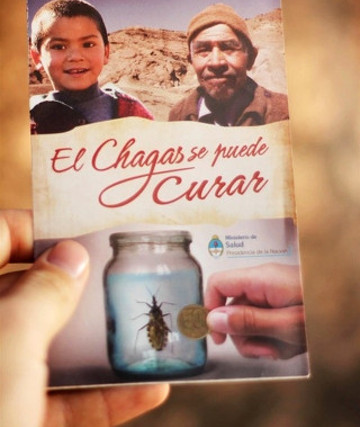 El Chagas se puede
curar
Ministerio de
Salud
Presidencia de la Nación